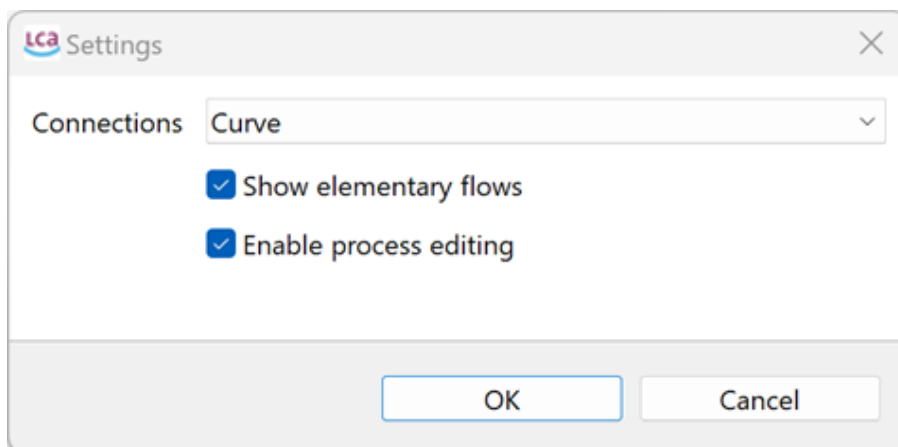 LCA Settings
Connections Curve
Show elementary flows
Enable process editing
OK Cancel